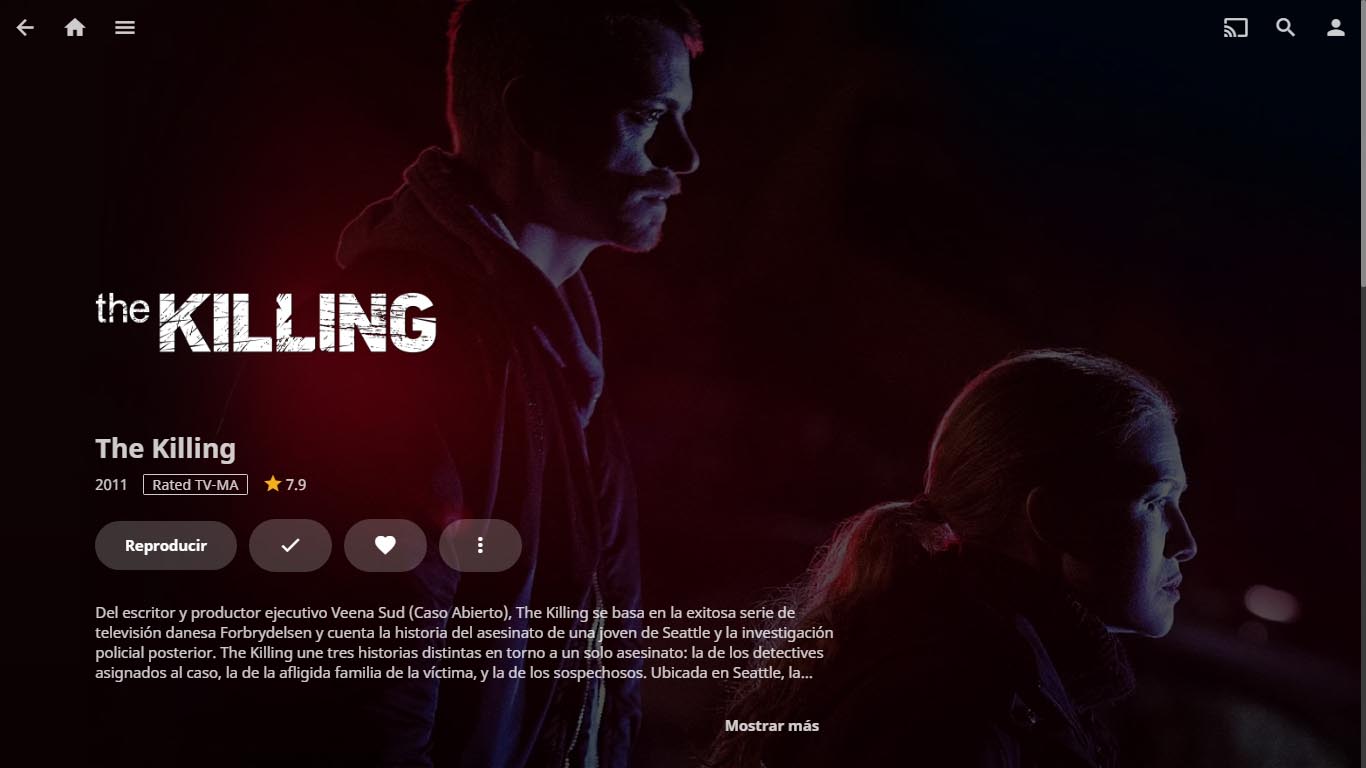 the KILLING
The Killing
2011 Rated TV-MA 7.9
Reproducir
Del escritor y productor ejecutivo Veena Sud (Caso Abierto), The Killing se basa en la exitosa serie de
televisión danesa Forbrydelsen y cuenta la historia del asesinato de una joven de Seattle y la investigación
policial posterior. The Killing une tres historias distintas en torno a un solo asesinato: la de los detectives
asignados al caso, la de la afligida familia de la víctima, y la de los sospechosos. Ubicada en Seattle, la...
Mostrar más